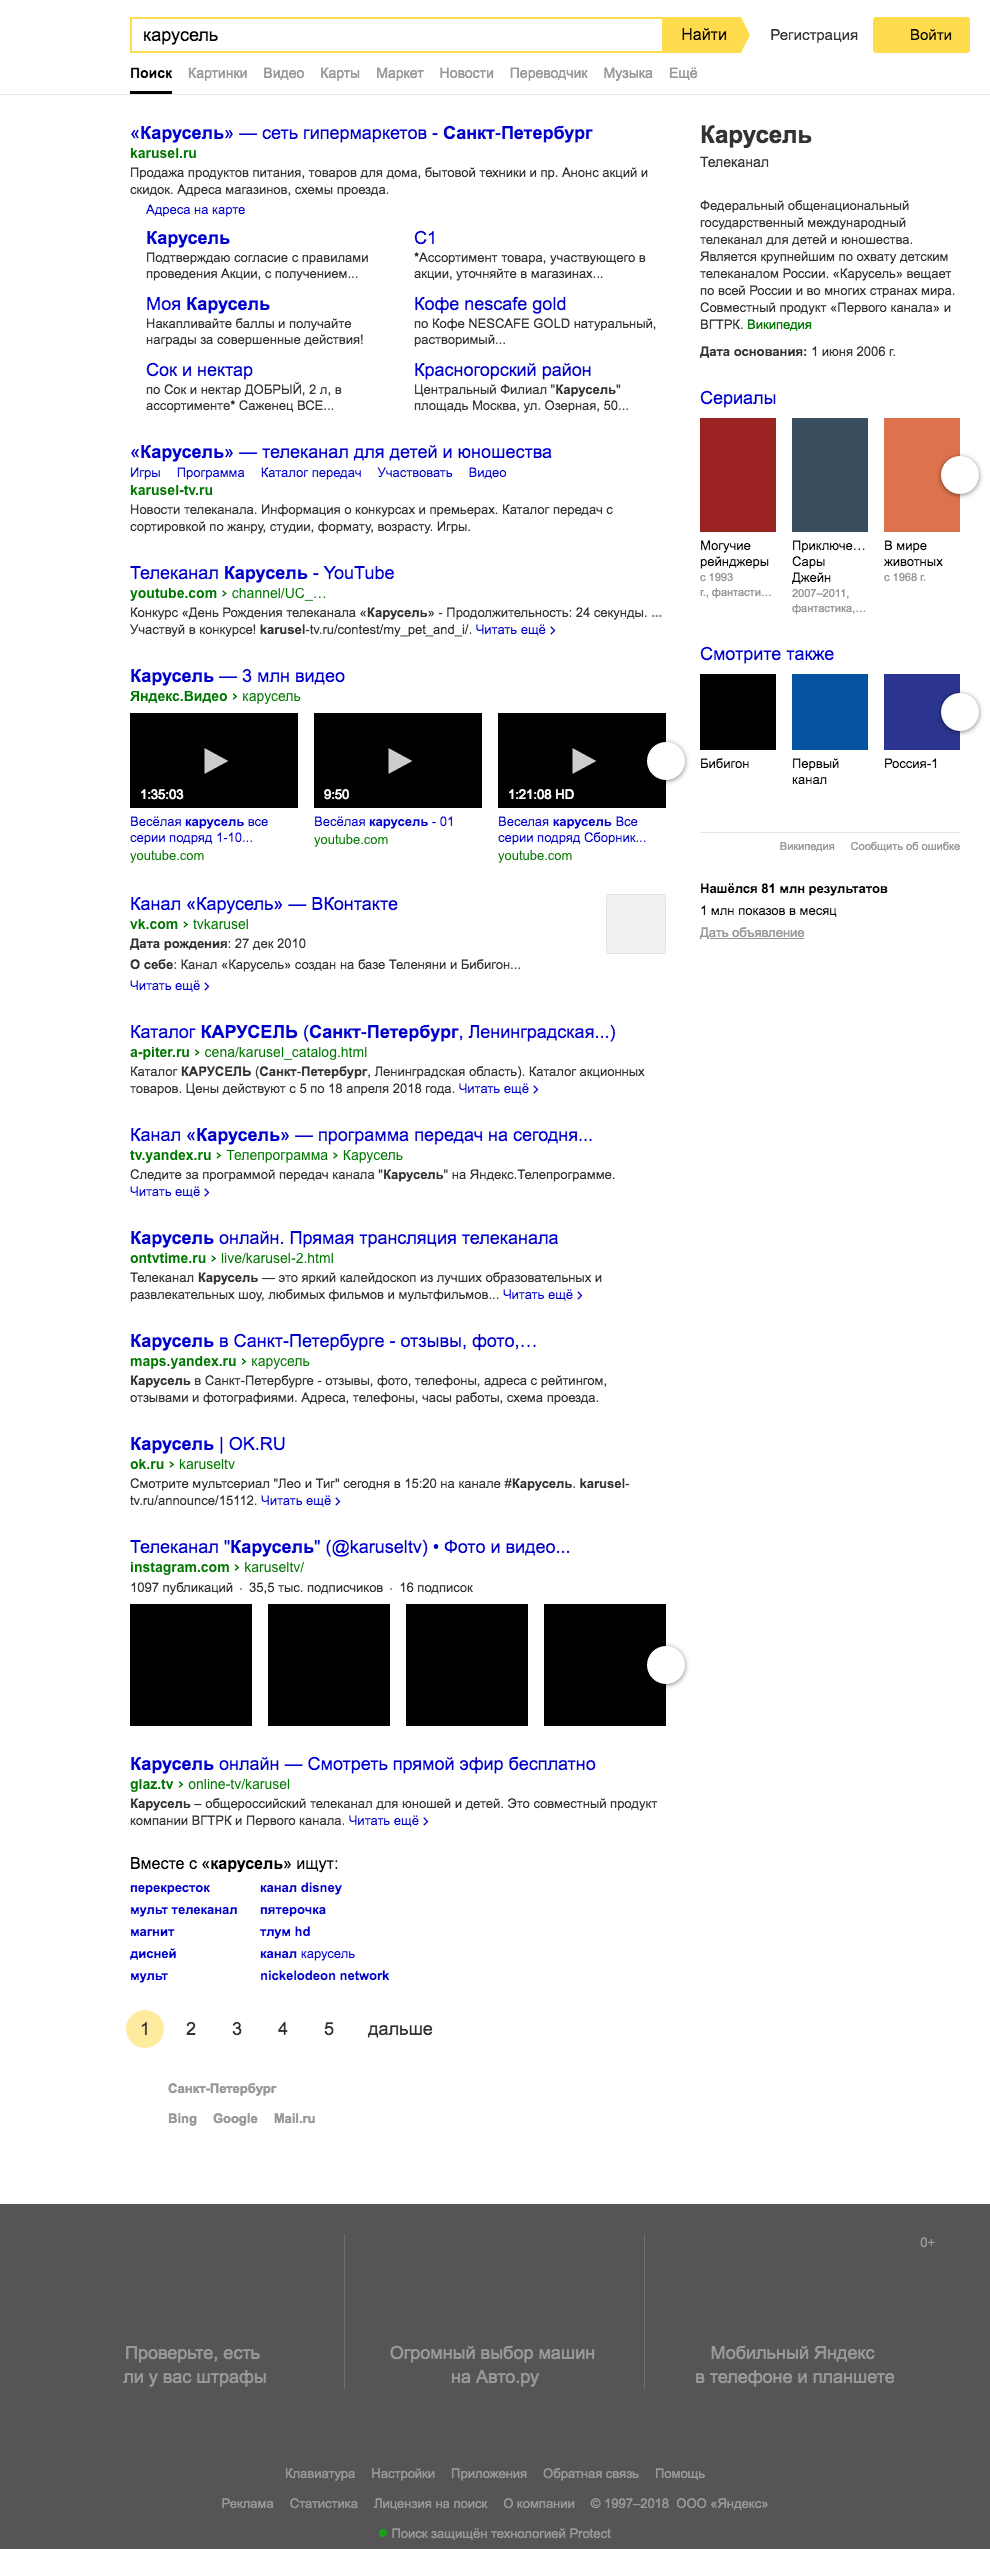 карусель
Найти
Регистрация
Войти
Поиск Картинки Видео Карты Маркет Новости Переводчик Музыка Ещё
«Карусель» — сеть гипермаркетов - Санкт-Петербург
karusel.ru
Продажа продуктов питания, товаров для дома, бытовой техники и пр. Анонс акций и
скидок. Адреса магазинов, схемы проезда.
Адреса на карте
Карусель
Подтверждаю согласие с правилами
проведения Акции, с получением...
С1
*Ассортимент товара, участвующего в
акции, уточняйте в магазинах...
Моя Карусель
Накапливайте баллы и получайте
награды за совершенные действия!
Кофе nescafe gold
по Кофе NESCAFE GOLD натуральный,
растворимый...
Сок и нектар
по Сок и нектар ДОБРЫЙ, 2 л, в
ассортименте* Саженец ВСЕ...
Красногорский район
Центральный Филиал "Карусель"
площадь Москва, ул. Озерная, 50...
«Карусель» — телеканал для детей и юношества
Игры Программа Каталог передач Участвовать Видео
karusel-tv.ru
Новости телеканала. Информация о конкурсах и премьерах. Каталог передач с
сортировкой по жанру, студии, формату, возрасту. Игры.
Телеканал Карусель - YouTube
youtube.com › channel/UC_…
Конкурс «День Рождения телеканала «Карусель» - Продолжительность: 24 секунды. ...
Участвуй в конкурсе! karusel-tv.ru/contest/my_pet_and_i/. Читать ещё ›
Карусель — 3 млн видео
Яндекс.Видео › карусель
1:35:03
9:50
1:21:08 HD
Весёлая карусель все
серии подряд 1-10...
youtube.com
Весёлая карусель - 01
youtube.com
Веселая карусель Все
серии подряд Сборник...
youtube.com
Канал «Карусель» — ВКонтакте
vk.com › tvkarusel
Дата рождения: 27 дек 2010
О себе: Канал «Карусель» создан на базе Теленяни и Бибигон...
Читать ещё ›
Каталог КАРУСЕЛЬ (Санкт-Петербург, Ленинградская...)
a-piter.ru › cena/karusel_catalog.html
Каталог КАРУСЕЛЬ (Санкт-Петербург, Ленинградская область). Каталог акционных
товаров. Цены действуют с 5 по 18 апреля 2018 года. Читать ещё ›
Канал «Карусель» — программа передач на сегодня...
tv.yandex.ru › Телепрограмма › Карусель
Следите за программой передач канала "Карусель" на Яндекс.Телепрограмме.
Читать ещё ›
Карусель онлайн. Прямая трансляция телеканала
ontvtime.ru › live/karusel-2.html
Телеканал Карусель — это яркий калейдоскоп из лучших образовательных и
развлекательных шоу, любимых фильмов и мультфильмов... Читать ещё ›
Карусель в Санкт-Петербурге - отзывы, фото,…
maps.yandex.ru › карусель
Карусель в Санкт-Петербурге - отзывы, фото, телефоны, адреса с рейтингом,
отзывами и фотографиями. Адреса, телефоны, часы работы, схема проезда.
Карусель | OK.RU
ok.ru › karuseltv
Смотрите мультсериал "Лео и Тиг" сегодня в 15:20 на канале #Карусель. karusel-
tv.ru/announce/15112. Читать ещё ›
Телеканал "Карусель" (@karuseltv) • Фото и видео...
instagram.com › karuseltv/
1097 публикаций · 35,5 тыс. подписчиков · 16 подписок
Карусель онлайн — Смотреть прямой эфир бесплатно
glaz.tv › online-tv/karusel
Карусель – общероссийский телеканал для юношей и детей. Это совместный продукт
компании ВГТРК и Первого канала. Читать ещё ›
Вместе с «карусель» ищут:
перекресток
мульт телеканал
магнит
дисней
мульт
канал disney
пятерочка
тлум hd
канал карусель
nickelodeon network
1 2 3 4 5 дальше
Санкт-Петербург
Bing Google Mail.ru
Карусель
Телеканал
Федеральный общенациональный
государственный международный
телеканал для детей и юношества.
Является крупнейшим по охвату детским
телеканалом России. «Карусель» вещает
по всей России и во многих странах мира.
Совместный продукт «Первого канала» и
ВГТРК. Википедия
Дата основания: 1 июня 2006 г.
Сериалы
Могучие
рейнджеры
с 1993
г., фантасти…
Приключе…
Сары
Джейн
2007–2011,
фантастика,…
В мире
животных
с 1968 г.
Смотрите также
Бибигон
Первый
канал
Россия-1
Википедия Сообщить об ошибке
Нашёлся 81 млн результатов
1 млн показов в месяц
Дать объявление
0+
Проверьте, есть
ли у вас штрафы
Огромный выбор машин
на Авто.ру
Мобильный Яндекс
в телефоне и планшете
Клавиатура Настройки Приложения Обратная связь Помощь
Реклама Статистика Лицензия на поиск О компании © 1997–2018 ООО «Яндекс»
Поиск защищён технологией Protect